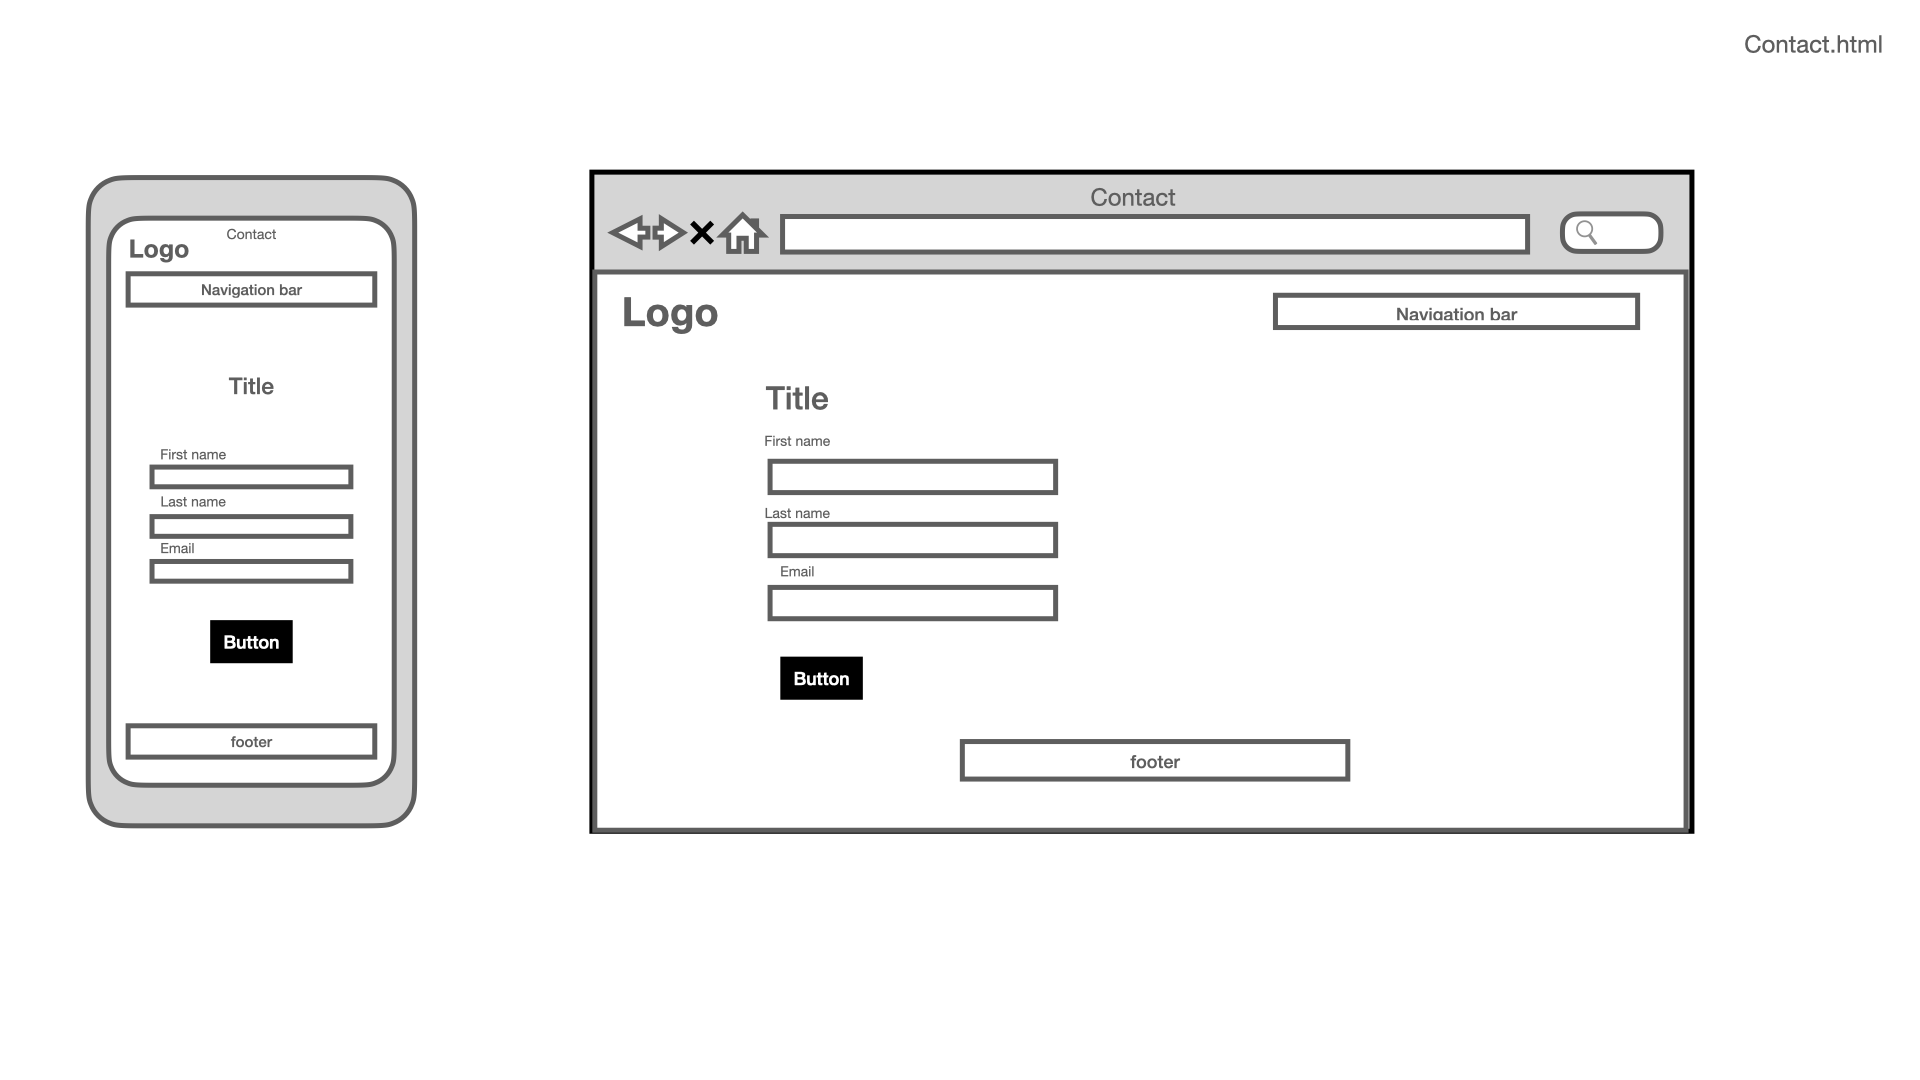 Contact.html
Contact
Logo
Navigation bar
Title
First name
Last name
Email
Button
footer
Contact
Logo
Navigation bar
Title
First name
Last name
Email
Button
footer